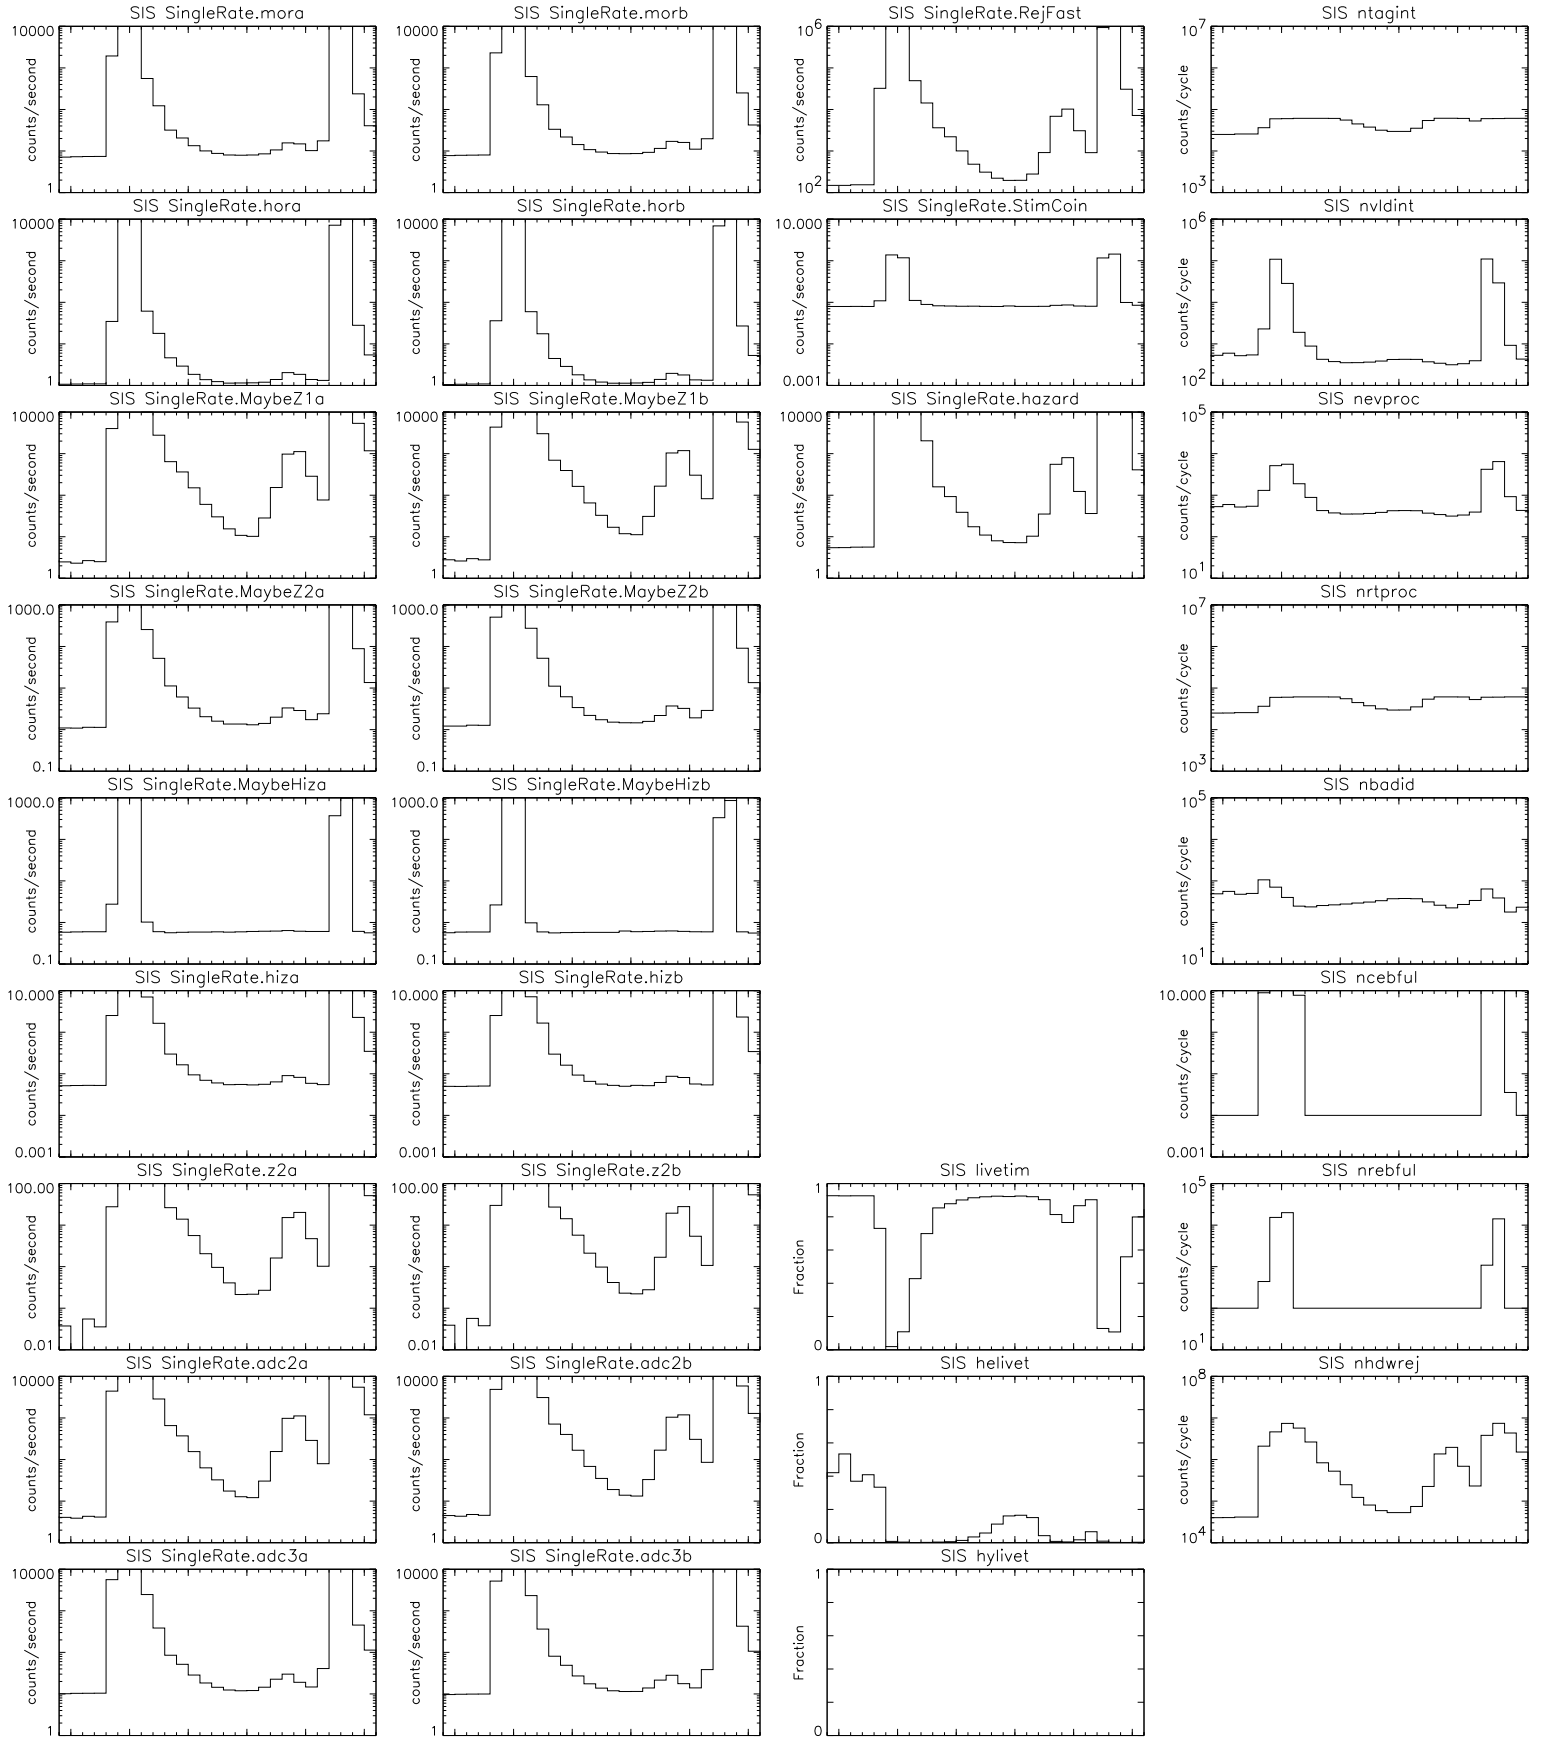 SIS SingleRate.mora
10000
counts/second
1
SIS SingleRate.morb
10000
counts/second
1
SIS SingleRate.RejFast
10^6
counts/second
10^2
SIS ntagint
10^7
counts/cycle
10^3
SIS SingleRate.hora
10000
counts/second
1
SIS SingleRate.horb
10000
counts/second
1
SIS SingleRate.StimCoin
10.000
counts/second
0.001
SIS nvldint
10^6
counts/cycle
10^2
SIS SingleRate.MaybeZ1a
10000
counts/second
1
SIS SingleRate.MaybeZ1b
10000
counts/second
1
SIS SingleRate.hazard
10000
counts/second
1
SIS nevproc
10^5
counts/cycle
10^1
SIS SingleRate.MaybeZ2a
1000.0
counts/second
0.1
SIS SingleRate.MaybeZ2b
1000.0
counts/second
0.1
SIS nrtproc
10^7
counts/cycle
10^3
SIS SingleRate.MaybeHiza
1000.0
counts/second
0.1
SIS SingleRate.MaybeHizb
1000.0
counts/second
0.1
SIS nbadid
10^5
counts/cycle
10^1
SIS SingleRate.hiza
10.000
counts/second
0.001
SIS SingleRate.hizb
10.000
counts/second
0.001
SIS ncebful
10.000
counts/cycle
0.001
SIS SingleRate.z2a
100.00
counts/second
0.01
SIS SingleRate.z2b
100.00
counts/second
0.01
SIS livetim
1
Fraction
0
SIS nrebful
10^5
counts/cycle
10^1
SIS SingleRate.adc2a
10000
counts/second
1
SIS SingleRate.adc2b
10000
counts/second
1
SIS helivet
1
Fraction
0
SIS nhdwrej
10^8
counts/cycle
10^4
SIS SingleRate.adc3a
10000
counts/second
1
SIS SingleRate.adc3b
10000
counts/second
1
SIS hylivet
1
Fraction
0